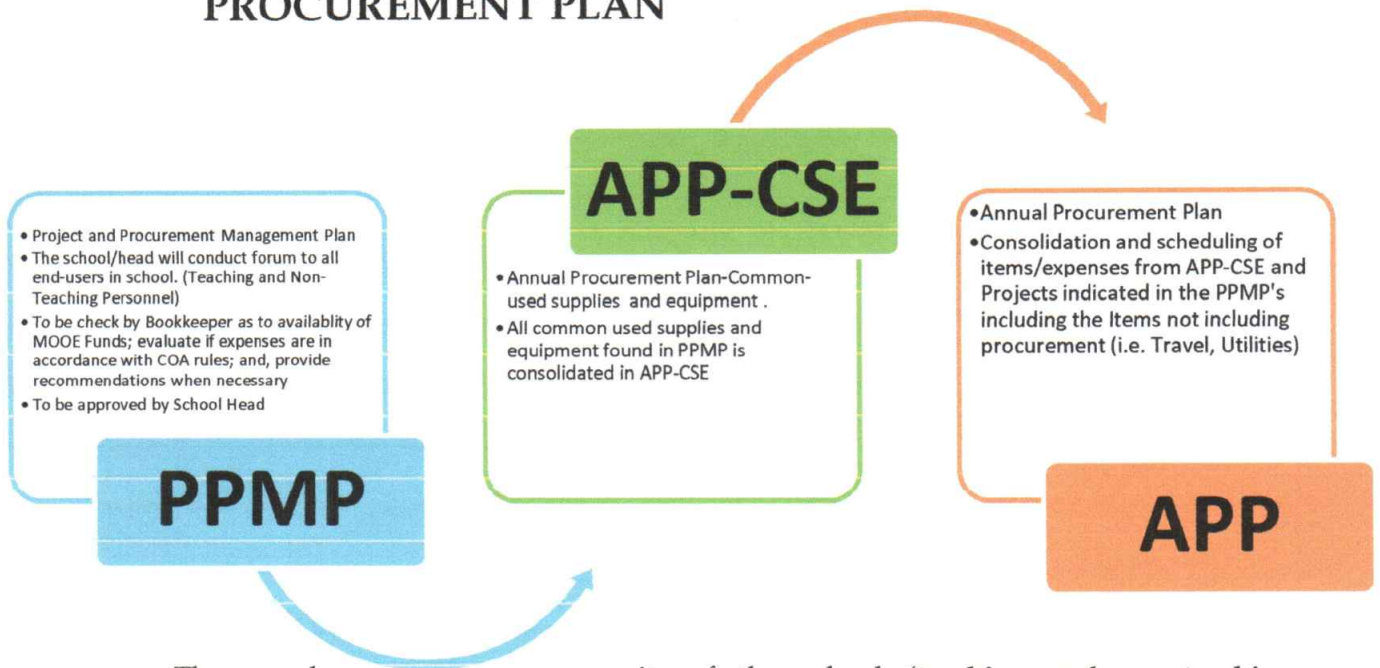 PROCUREMENT PLAN
• Project and Procurement Management Plan
• The school/head will conduct forum to all
end-users in school. (Teaching and Non-
Teaching Personnel)
• To be check by Bookkeeper as to availablity of
MOOE Funds; evaluate if expenses are in
accordance with COA rules; and, provide
recommendations when necessary
• To be approved by School Head
PPMP
APP-CSE
• Annual Procurement Plan-Common-
used supplies and equipment .
• All common used supplies and
equipment found in PPMP is
consolidated in APP-CSE
•Annual Procurement Plan
•Consolidation and scheduling of
items/expenses from APP-CSE and
Projects indicated in the PPMP's
including the Items not including
procurement (i.e. Travel, Utilities)
APP